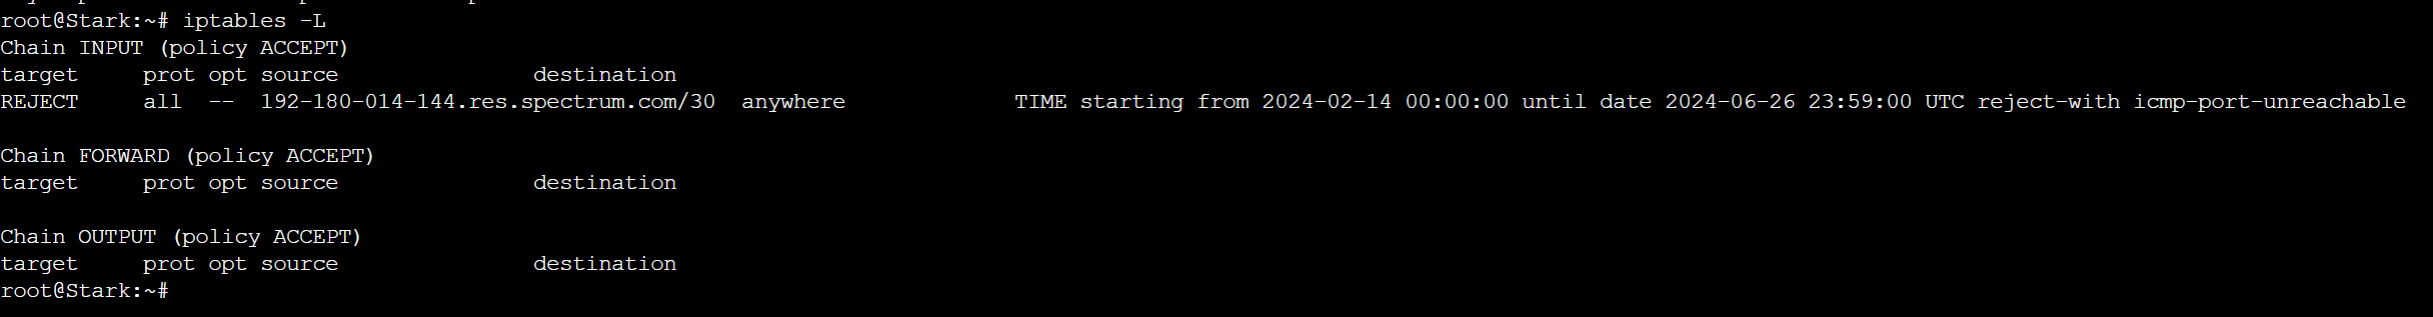 root@Stark:~# iptables -L
Chain INPUT (policy ACCEPT)
target     prot opt source               destination
REJECT     all  --  192-180-014-144.res.spectrum.com/30  anywhere             TIME starting from 2024-02-14 00:00:00 until date 2024-06-26 23:59:00 UTC reject-with icmp-port-unreachable

Chain FORWARD (policy ACCEPT)
target     prot opt source               destination

Chain OUTPUT (policy ACCEPT)
target     prot opt source               destination
root@Stark:~#